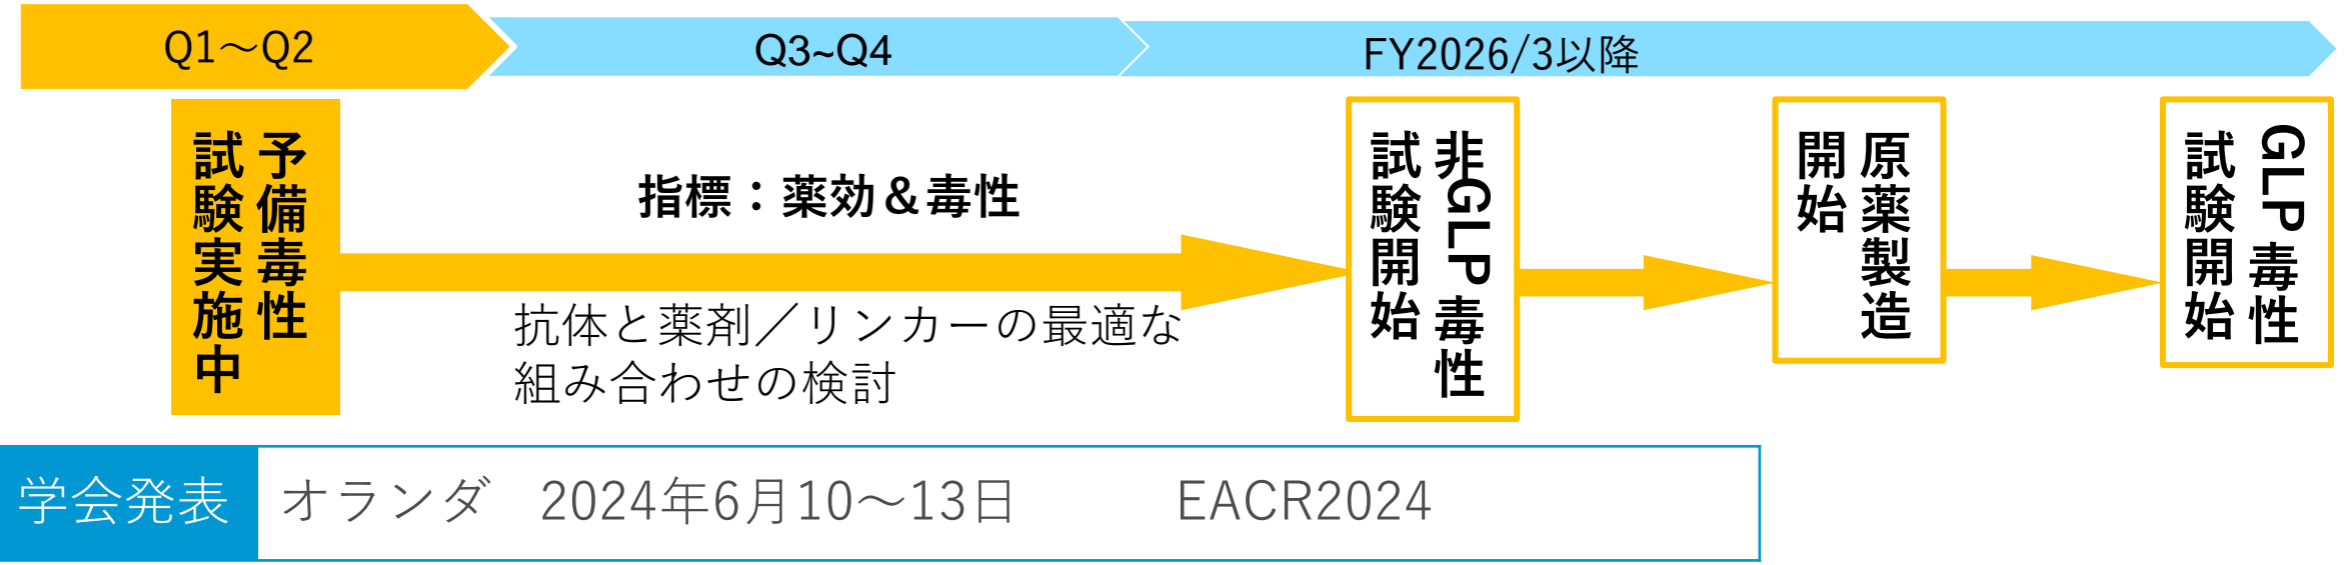 Q1～Q2
Q3~Q4
FY2026/3以降
予備毒性
試験実施中
指標：薬効＆毒性
抗体と薬剤／リンカーの最適な
組み合わせの検討
非GLP毒性
試験開始
原薬製造
開始
GLP毒性
試験開始
学会発表
オランダ 2024年6月10～13日 EACR2024